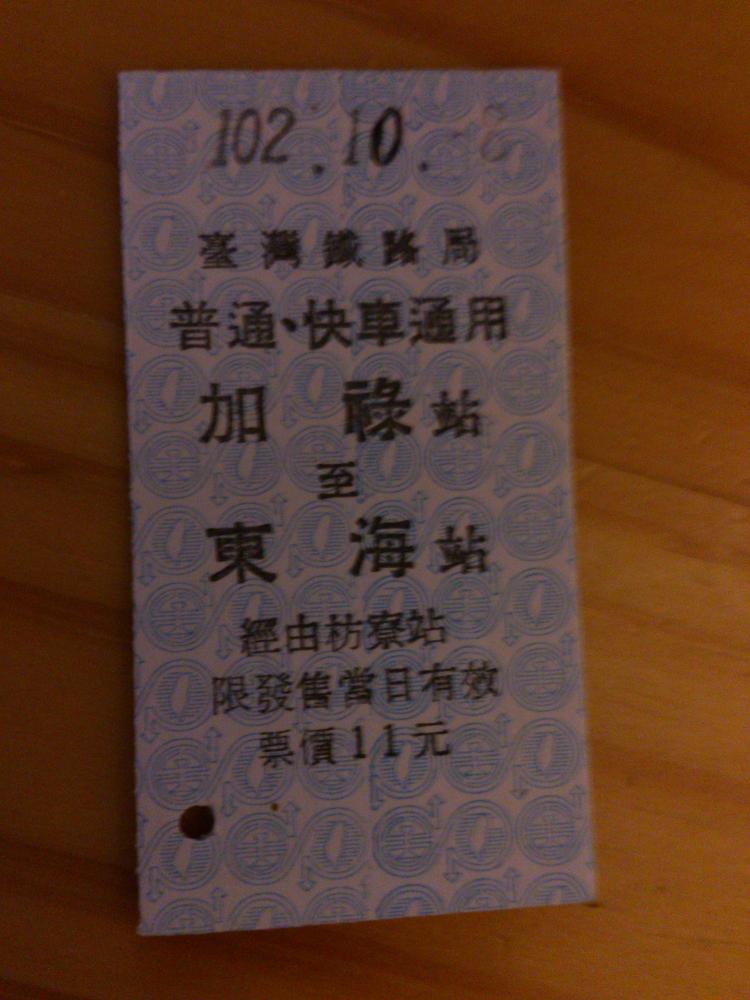 102.10.-8
臺灣鐵路局
普通、快車通用
加祿站
至
東海站
經由枋寮站
限發售當日有效
票價11元